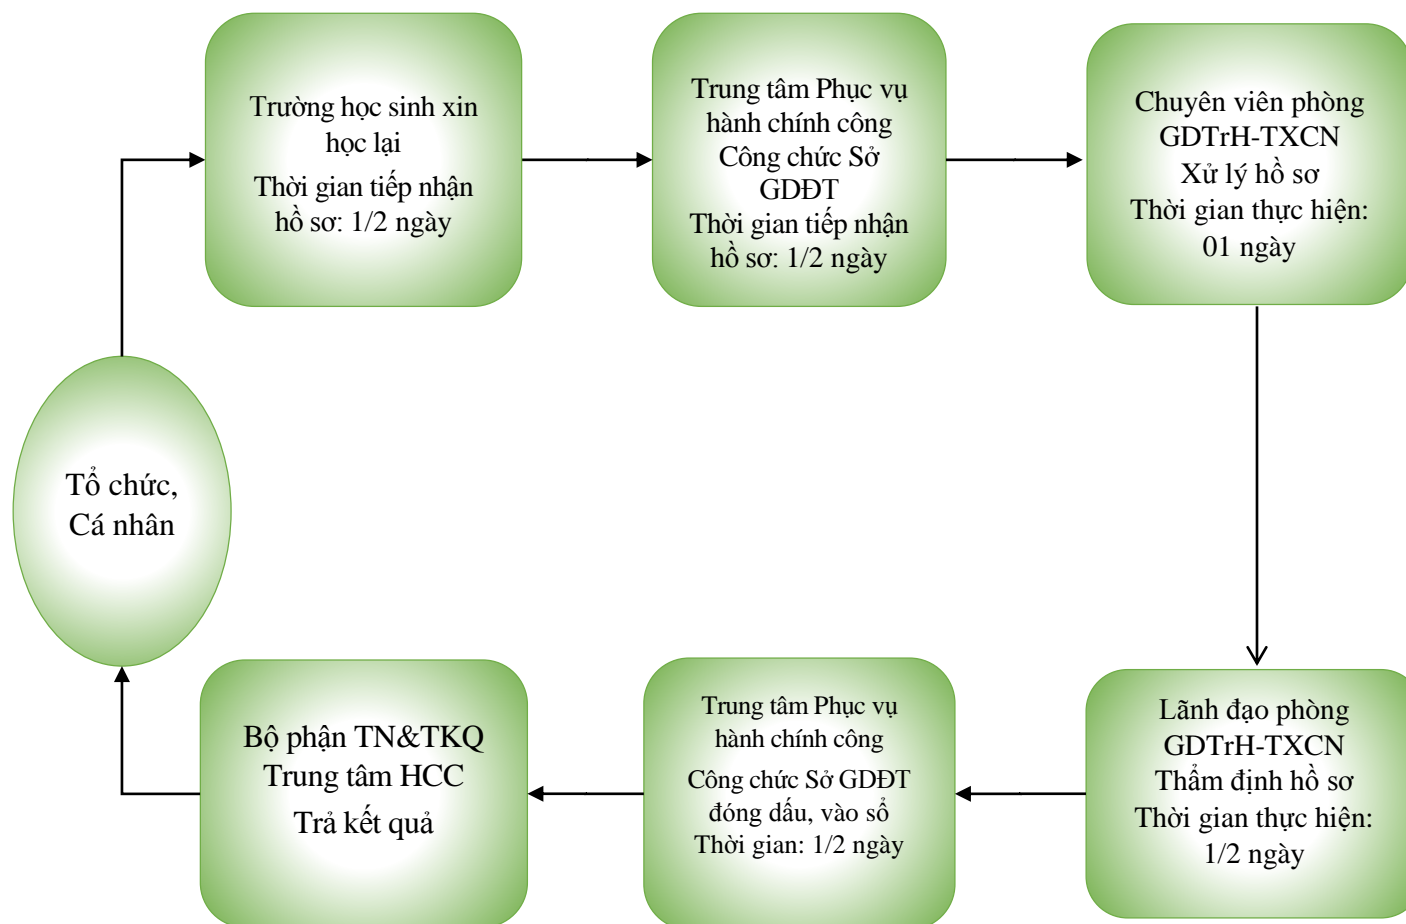 Trường học sinh xin
học lại
Thời gian tiếp nhận
hồ sơ: 1/2 ngày
Trung tâm Phục vụ
hành chính công
Công chức Sở
GDĐT
Thời gian tiếp nhận
hồ sơ: 1/2 ngày
Chuyên viên phòng
GDTrH-TXCN
Xử lý hồ sơ
Thời gian thực hiện:
01 ngày
Tổ chức,
Cá nhân
Bộ phận TN&TKQ
Trung tâm HCC
Trả kết quả
Trung tâm Phục vụ
hành chính công
Công chức Sở GDĐT
đóng dấu, vào sổ
Thời gian: 1/2 ngày
Lãnh đạo phòng
GDTrH-TXCN
Thẩm định hồ sơ
Thời gian thực hiện:
1/2 ngày